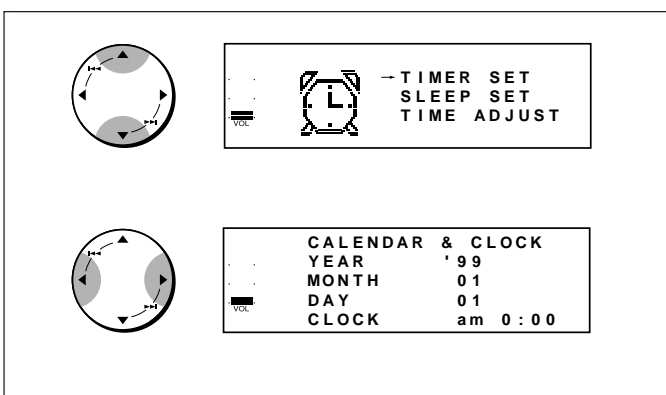 →TIMER SET
SLEEP SET
TIME ADJUST
VOL
CALENDAR & CLOCK
YEAR '99
MONTH 01
DAY 01
CLOCK am 0:00
VOL